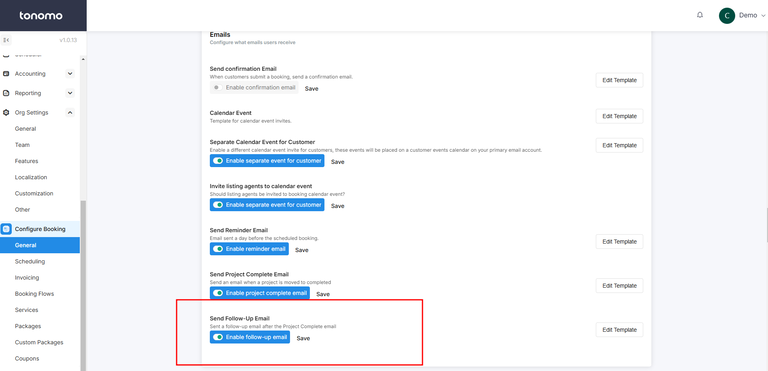 tonomo
C
Demo
v1.0.13
Accounting
Reporting
Org Settings
General
Team
Features
Localization
Customization
Other
Configure Booking
General
Scheduling
Invoicing
Booking Flows
Services
Packages
Custom Packages
Coupons
Emails
Configure what emails users receive
Send confirmation Email
When customers submit a booking, send a confirmation email.
Enable confirmation email Save
Edit Template
Calendar Event
Template for calendar event invites.
Edit Template
Separate Calendar Event for Customer
Enable a different calendar event invite for customer, these events will be placed on a customer events calendar on your primary email account.
Enable separate event for customer Save
Edit Template
Invite listing agents to calendar event
Should listing agents be invited to booking calendar event?
Enable separate event for customer Save
Send Reminder Email
Email sent a day before the scheduled booking.
Enable reminder email Save
Edit Template
Send Project Complete Email
Send an email when a project is moved to completed
Enable project complete email Save
Edit Template
Send Follow-Up Email
Sent a follow-up email after the Project Complete email
Enable follow-up email Save
Edit Template